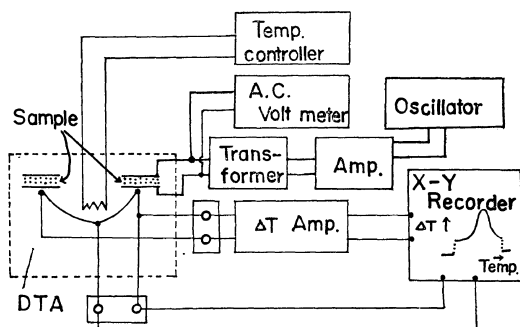 Temp.
controller
A.C.
Volt meter
Oscillator
Sample
Trans-
former
Amp.
X-Y
Recorder
ΔT Amp.
ΔT ↑
Temp.
DTA